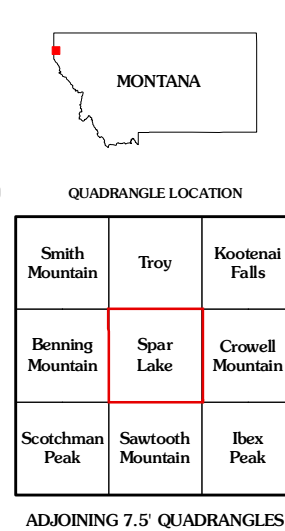 MONTANA
QUADRANGLE LOCATION
Smith
Mountain
Troy
Kootenai
Falls
Benning
Mountain
Spar
Lake
Crowell
Mountain
Scotchman
Peak
Sawtooth
Mountain
Ibex
Peak
ADJOINING 7.5' QUADRANGLES